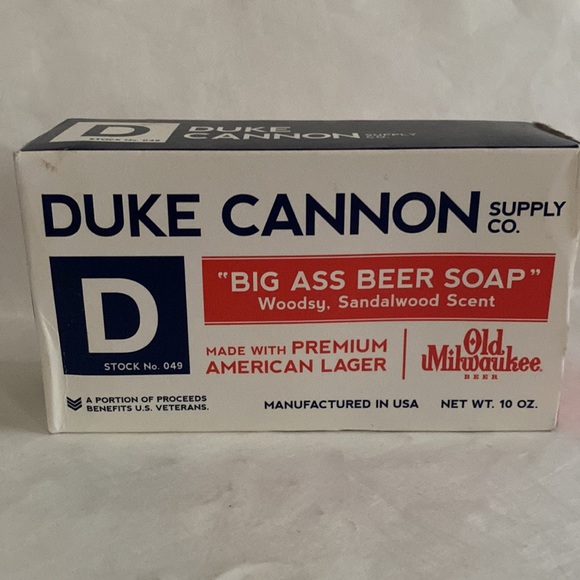 D
STOCK No. 049
DUKE
CANNON SUPPLY CO.
DUKE CANNON SUPPLY CO.
D
STOCK No. 049
"BIG ASS BEER SOAP"
Woodsy, Sandalwood Scent
MADE WITH PREMIUM
AMERICAN LAGER
Old
Milwaukee
BEER
A PORTION OF PROCEEDS
BENEFITS U.S. VETERANS.
MANUFACTURED IN USA NET WT. 10 OZ.